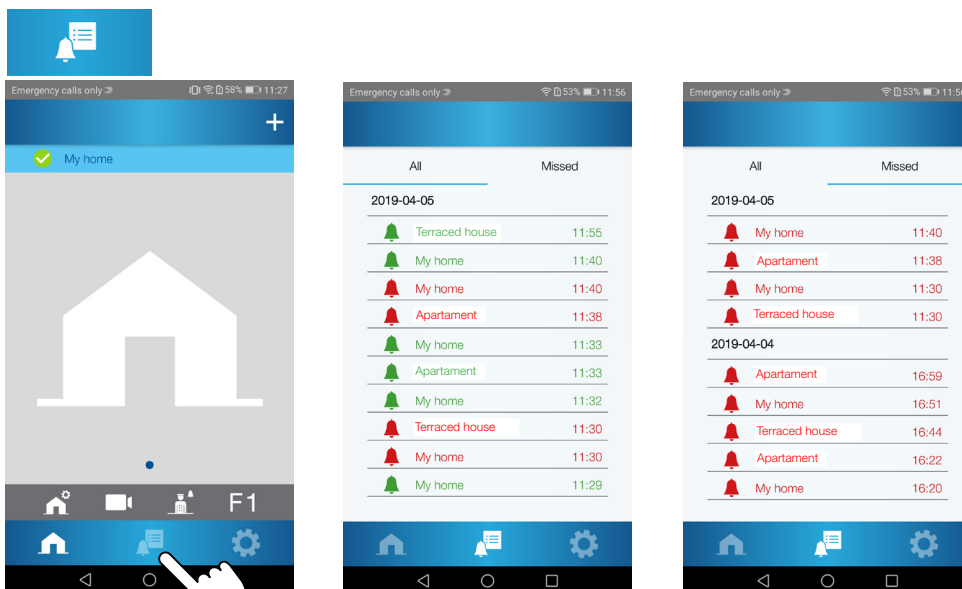 Emergency calls only 58% 11:27
+
My home
F1
Emergency calls only 53% 11:56
All Missed
2019-04-05
Terraced house 11:55
My home 11:40
My home 11:40
Apartament 11:38
My home 11:33
Apartament 11:33
My home 11:32
Terraced house 11:30
My home 11:30
My home 11:29
Emergency calls only 53% 11:56
All Missed
2019-04-05
My home 11:40
Apartament 11:38
My home 11:30
Terraced house 11:30
2019-04-04
Apartament 16:59
My home 16:51
Terraced house 16:44
Apartament 16:22
My home 16:20